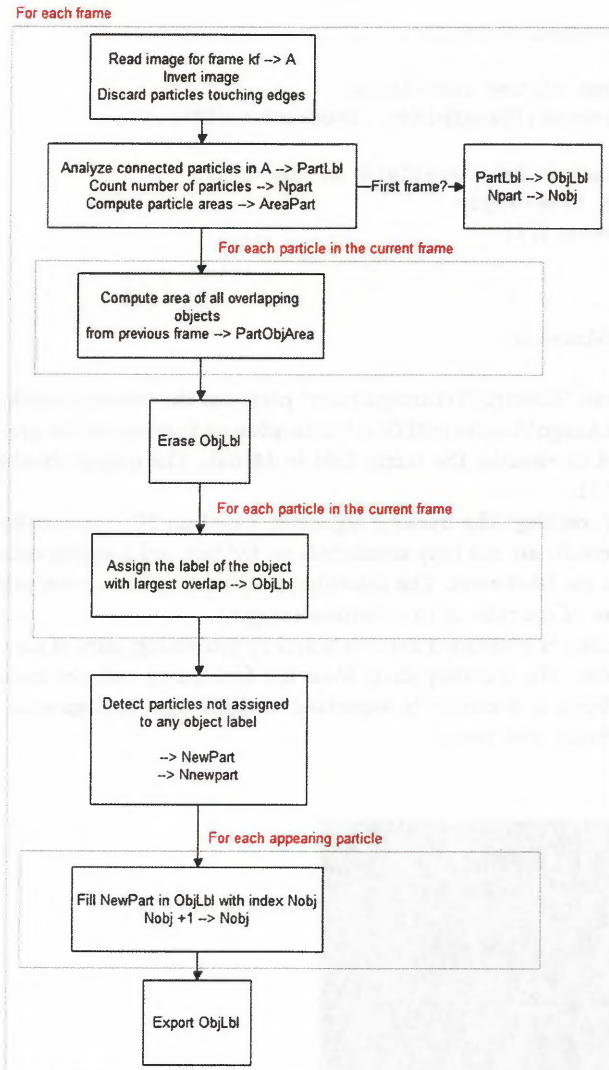 For each frame
Read image for frame kf --> A
Invert image
Discard particles touching edges
Analyze connected particles in A --> PartLbl
Count number of particles --> Npart
Compute particle areas --> AreaPart
First frame?
PartLbl --> ObjLbl
Npart --> Nobj
For each particle in the current frame
Compute area of all overlapping
objects
from previous frame --> PartObjArea
Erase ObjLbl
For each particle in the current frame
Assign the label of the object
with largest overlap --> ObjLbl
Detect particles not assigned
to any object label
--> NewPart
--> Nnewpart
For each appearing particle
Fill NewPart in ObjLbl with index Nobj
Nobj +1 --> Nobj
Export ObjLbl